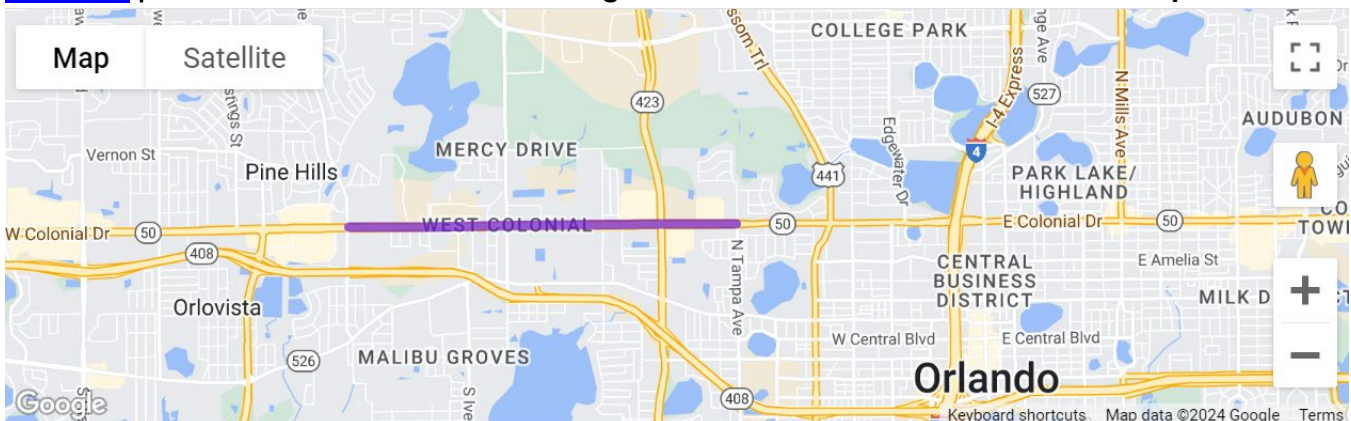 Map
Satellite
COLLEGE PARK
I-4 Express
527
N Mills Ave
AUDUBON
423
Vernon St
Pine Hills
MERCY DRIVE
441
Edgewater Dr
4
PARK LAKE/
HIGHLAND
W Colonial Dr
50
WEST COLONIAL
50
E Colonial Dr
50
408
N Tampa Ave
CENTRAL
BUSINESS
DISTRICT
E Amelia St
Orlovista
MILK D
526
MALIBU GROVES
W Central Blvd
E Central Blvd
Orlando
408
Google
Keyboard shortcuts
Map data ©2024 Google
Terms